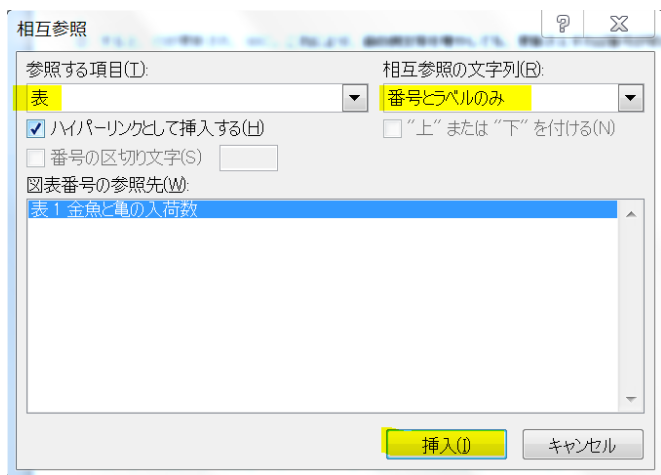 相互参照
参照する項目(T):
相互参照の文字列(R):
表
番号とラベルのみ
ハイパーリンクとして挿入する(H)
"上" または "下" を付ける(N)
番号の区切り文字(S)
図表番号の参照先(W):
表 1 金魚と亀の入荷数
挿入(I)
キャンセル